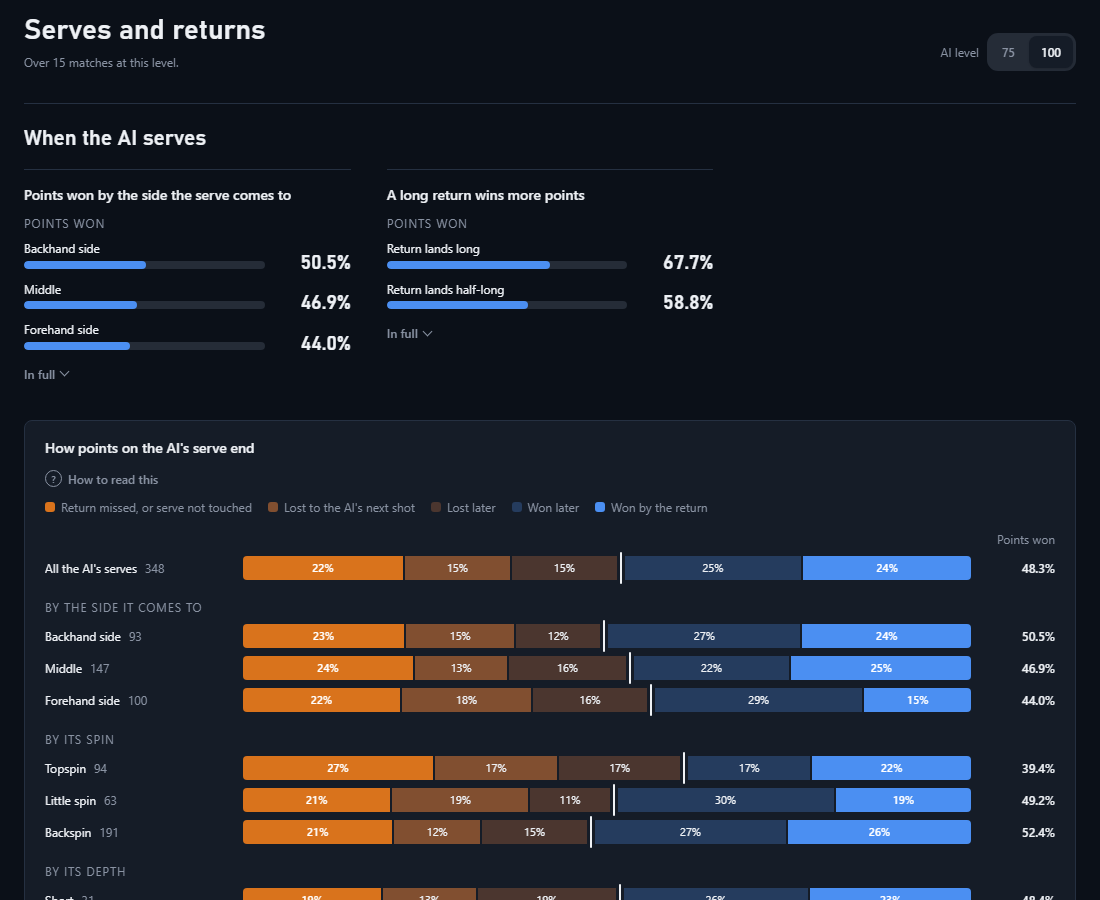 Serves and returns
Over 15 matches at this level.
AI level 75 100
When the AI serves
Points won by the side the serve comes to
POINTS WON
Backhand side
50.5%
Middle
46.9%
Forehand side
44.0%
In full
A long return wins more points
POINTS WON
Return lands long
67.7%
Return lands half-long
58.8%
In full
How points on the AI's serve end
? How to read this
Return missed, or serve not touched Lost to the AI's next shot Lost later Won later Won by the return
Points won
All the AI's serves 348 22% 15% 15% 25% 24% 48.3%
BY THE SIDE IT COMES TO
Backhand side 93 23% 15% 12% 27% 24% 50.5%
Middle 147 24% 13% 16% 22% 25% 46.9%
Forehand side 100 22% 18% 16% 29% 15% 44.0%
BY ITS SPIN
Topspin 94 27% 17% 17% 17% 22% 39.4%
Little spin 63 21% 19% 11% 30% 19% 49.2%
Backspin 191 21% 12% 15% 27% 26% 52.4%
BY ITS DEPTH